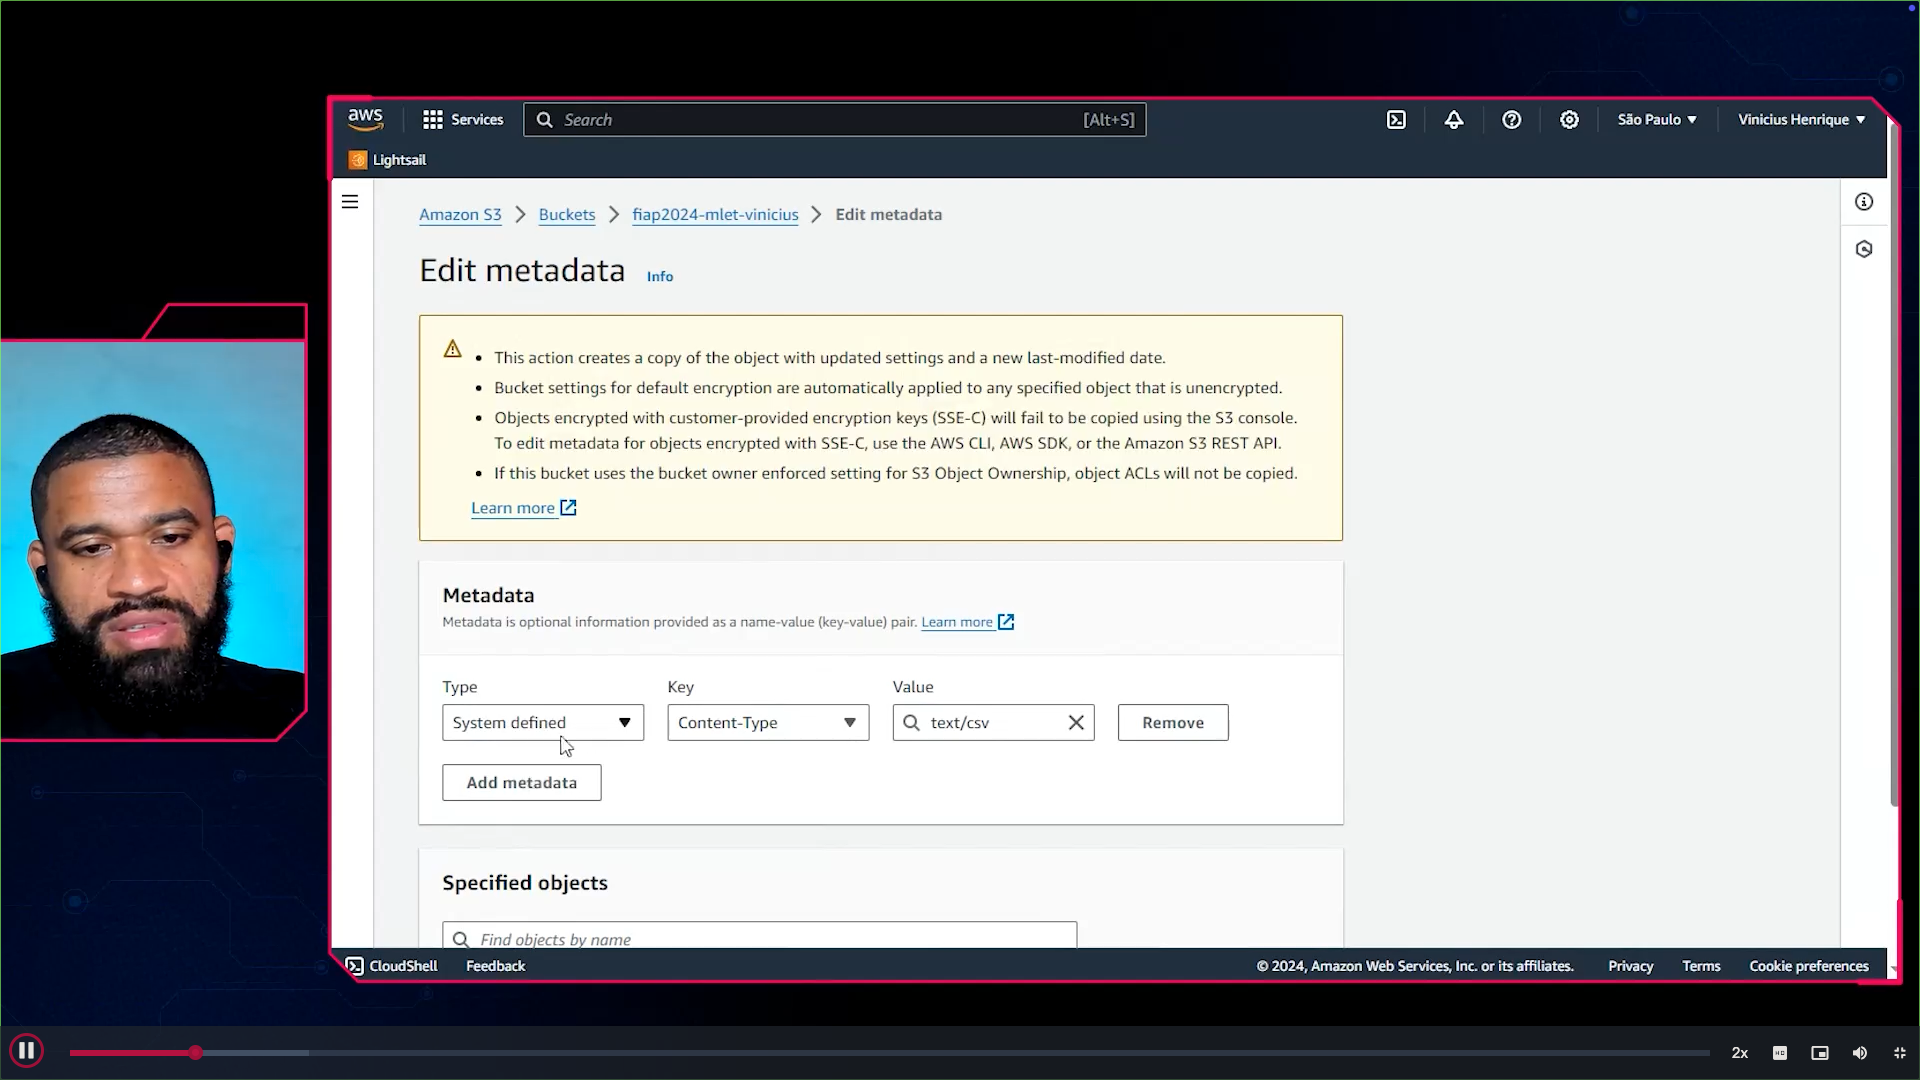 aws
Services
Search
[Alt+S]
São Paulo
Vinicius Henrique
Lightsail
Amazon S3
Buckets
fiap2024-mlet-vinicius
Edit metadata
Edit metadata
Info
This action creates a copy of the object with updated settings and a new last-modified date.
Bucket settings for default encryption are automatically applied to any specified object that is unencrypted.
Objects encrypted with customer-provided encryption keys (SSE-C) will fail to be copied using the S3 console.
To edit metadata for objects encrypted with SSE-C, use the AWS CLI, AWS SDK, or the Amazon S3 REST API.
If this bucket uses the bucket owner enforced setting for S3 Object Ownership, object ACLs will not be copied.
Learn more
Metadata
Metadata is optional information provided as a name-value (key-value) pair. Learn more
Type
Key
Value
System defined
Content-Type
text/csv
Remove
Add metadata
Specified objects
Find objects by name
CloudShell
Feedback
© 2024, Amazon Web Services, Inc. or its affiliates.
Privacy
Terms
Cookie preferences
2x
HD